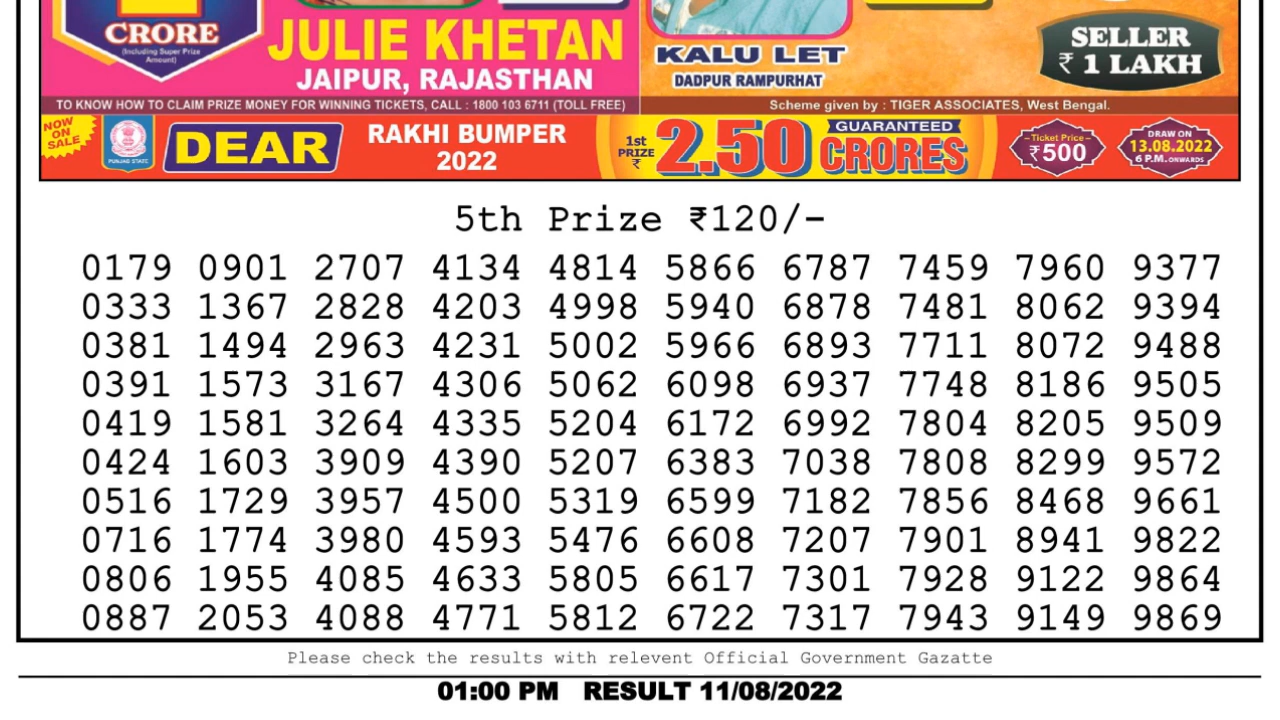 CRORE
(Including Super Prize
Amount)
JULIE KHETAN
JAIPUR, RAJASTHAN
KALU LET
DADPUR RAMPURHAT
SELLER
₹ 1 LAKH
TO KNOW HOW TO CLAIM PRIZE MONEY FOR WINNING TICKETS, CALL : 1800 103 6711 (TOLL FREE)
Scheme given by : TIGER ASSOCIATES, West Bengal.
NOW
ON
SALE
PUNJAB STATE
DEAR
RAKHI BUMPER
2022
1st
PRIZE
₹
2.50
GUARANTEED
CRORES
Ticket Price
₹500
DRAW ON
13.08.2022
6 P.M. ONWARDS
5th Prize ₹120/-
0179 0901 2707 4134 4814 5866 6787 7459 7960 9377
0333 1367 2828 4203 4998 5940 6878 7481 8062 9394
0381 1494 2963 4231 5002 5966 6893 7711 8072 9488
0391 1573 3167 4306 5062 6098 6937 7748 8186 9505
0419 1581 3264 4335 5204 6172 6992 7804 8205 9509
0424 1603 3909 4390 5207 6383 7038 7808 8299 9572
0516 1729 3957 4500 5319 6599 7182 7856 8468 9661
0716 1774 3980 4593 5476 6608 7207 7901 8941 9822
0806 1955 4085 4633 5805 6617 7301 7928 9122 9864
0887 2053 4088 4771 5812 6722 7317 7943 9149 9869
Please check the results with relevent Official Government Gazatte
01:00 PM RESULT 11/08/2022